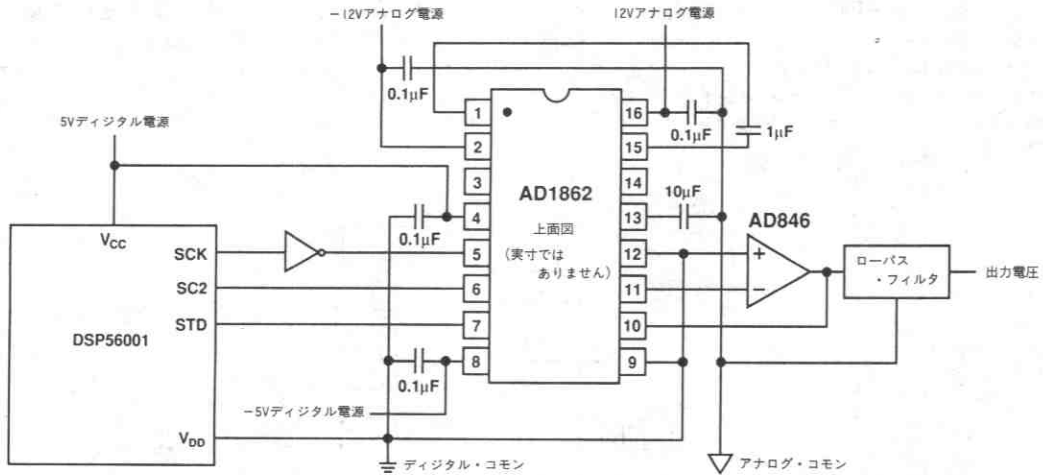 −12Vアナログ電源
12Vアナログ電源
0.1μF
5Vディジタル電源
1
16
0.1μF
1μF
2
15
3
AD1862
14
10μF
AD846
VCC
4
上面図
13
0.1μF
SCK
5
(実寸では
ありません)
12
+
ローパス
・フィルタ
出力電圧
SC2
6
11
−
STD
7
10
DSP56001
8
9
0.1μF
−5Vディジタル電源
VDD
ディジタル・コモン
アナログ・コモン